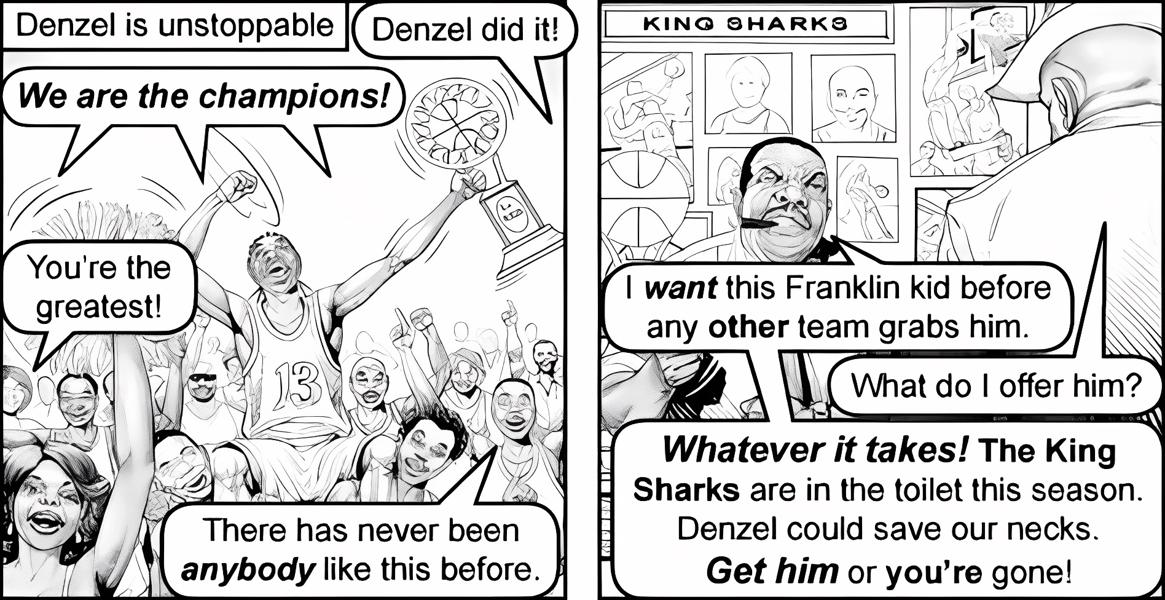 Denzel is unstoppable
Denzel did it!
We are the champions!
You're the
greatest!
13
There has never been
anybody like this before.
KING SHARKS
I want this Franklin kid before
any other team grabs him.
What do I offer him?
Whatever it takes! The King
Sharks are in the toilet this season.
Denzel could save our necks.
Get him or you're gone!